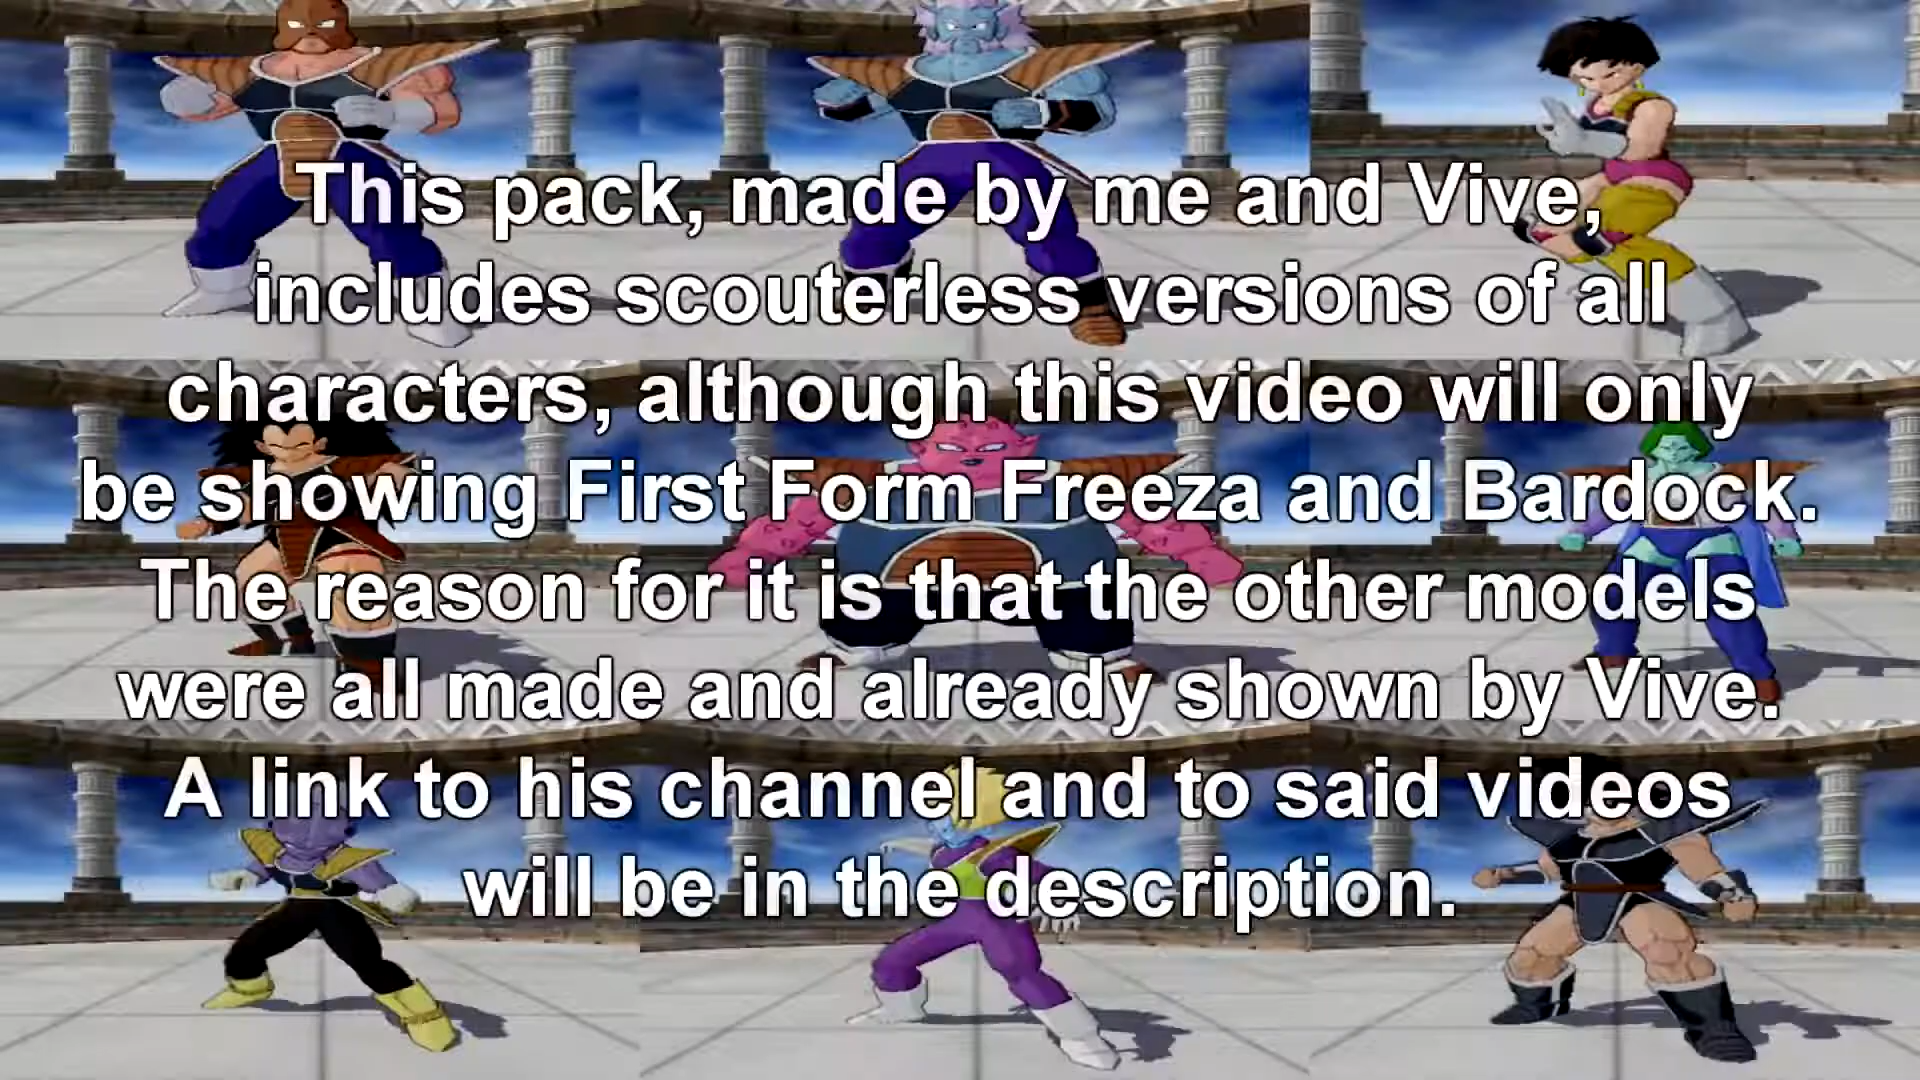 This pack, made by me and Vive,
includes scouterless versions of all
characters, although this video will only
be showing First Form Freeza and Bardock.
The reason for it is that the other models
were all made and already shown by Vive.
A link to his channel and to said videos
will be in the description.